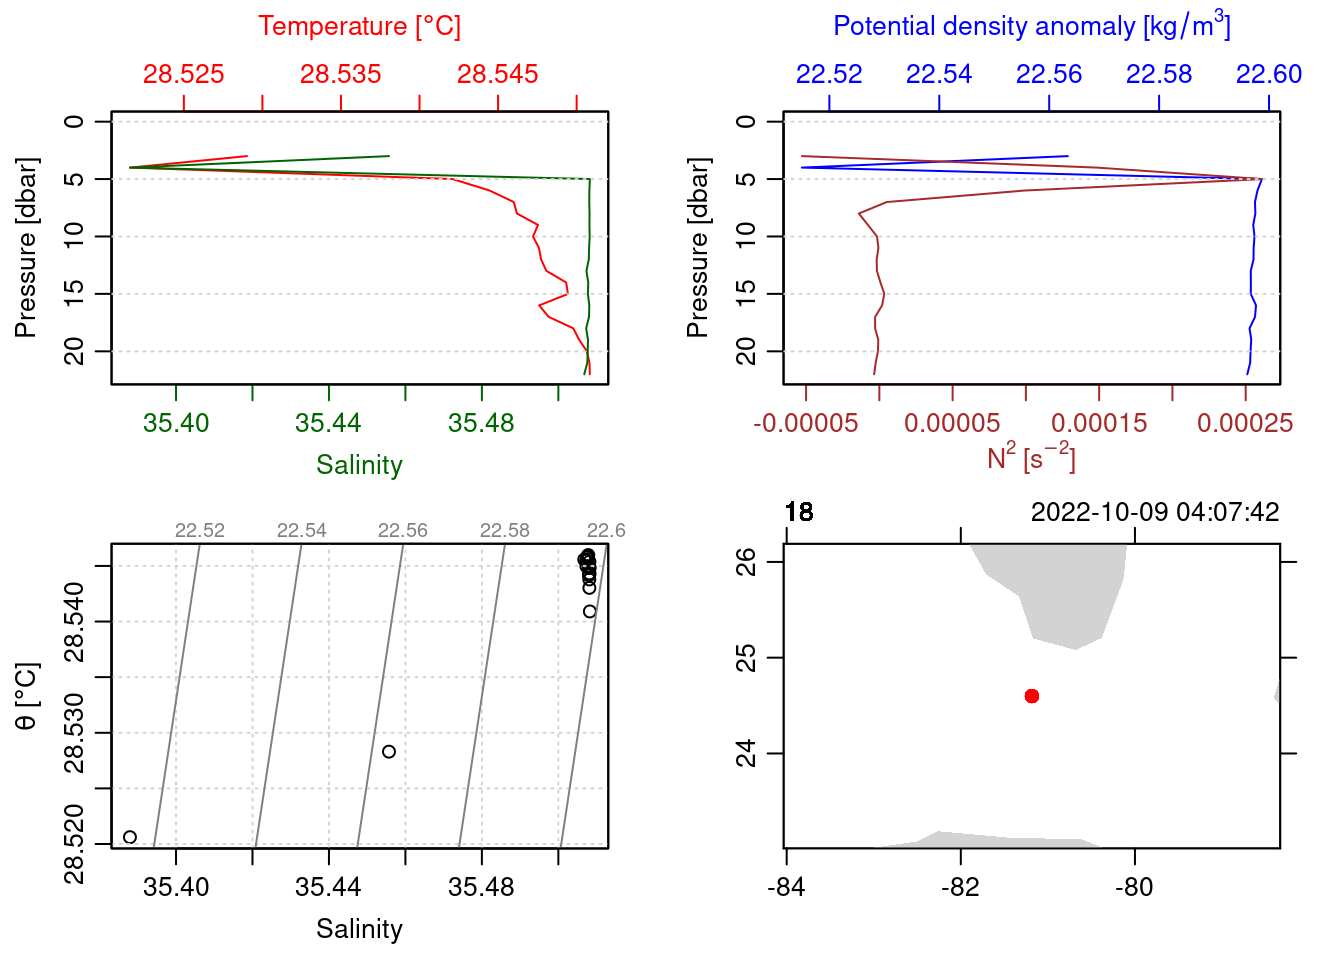 Temperature [°C]
28.525 28.535 28.545
Pressure [dbar]
0
5
10
15
20
35.40 35.44 35.48
Salinity
Potential density anomaly [kg/m³]
22.52 22.54 22.56 22.58 22.60
Pressure [dbar]
0
5
10
15
20
-0.00005 0.00005 0.00015 0.00025
N² [s⁻²]
22.52 22.54 22.56 22.58 22.6
θ [°C]
28.540
28.530
28.520
35.40 35.44 35.48
Salinity
18 2022-10-09 04:07:42
26
25
24
-84 -82 -80